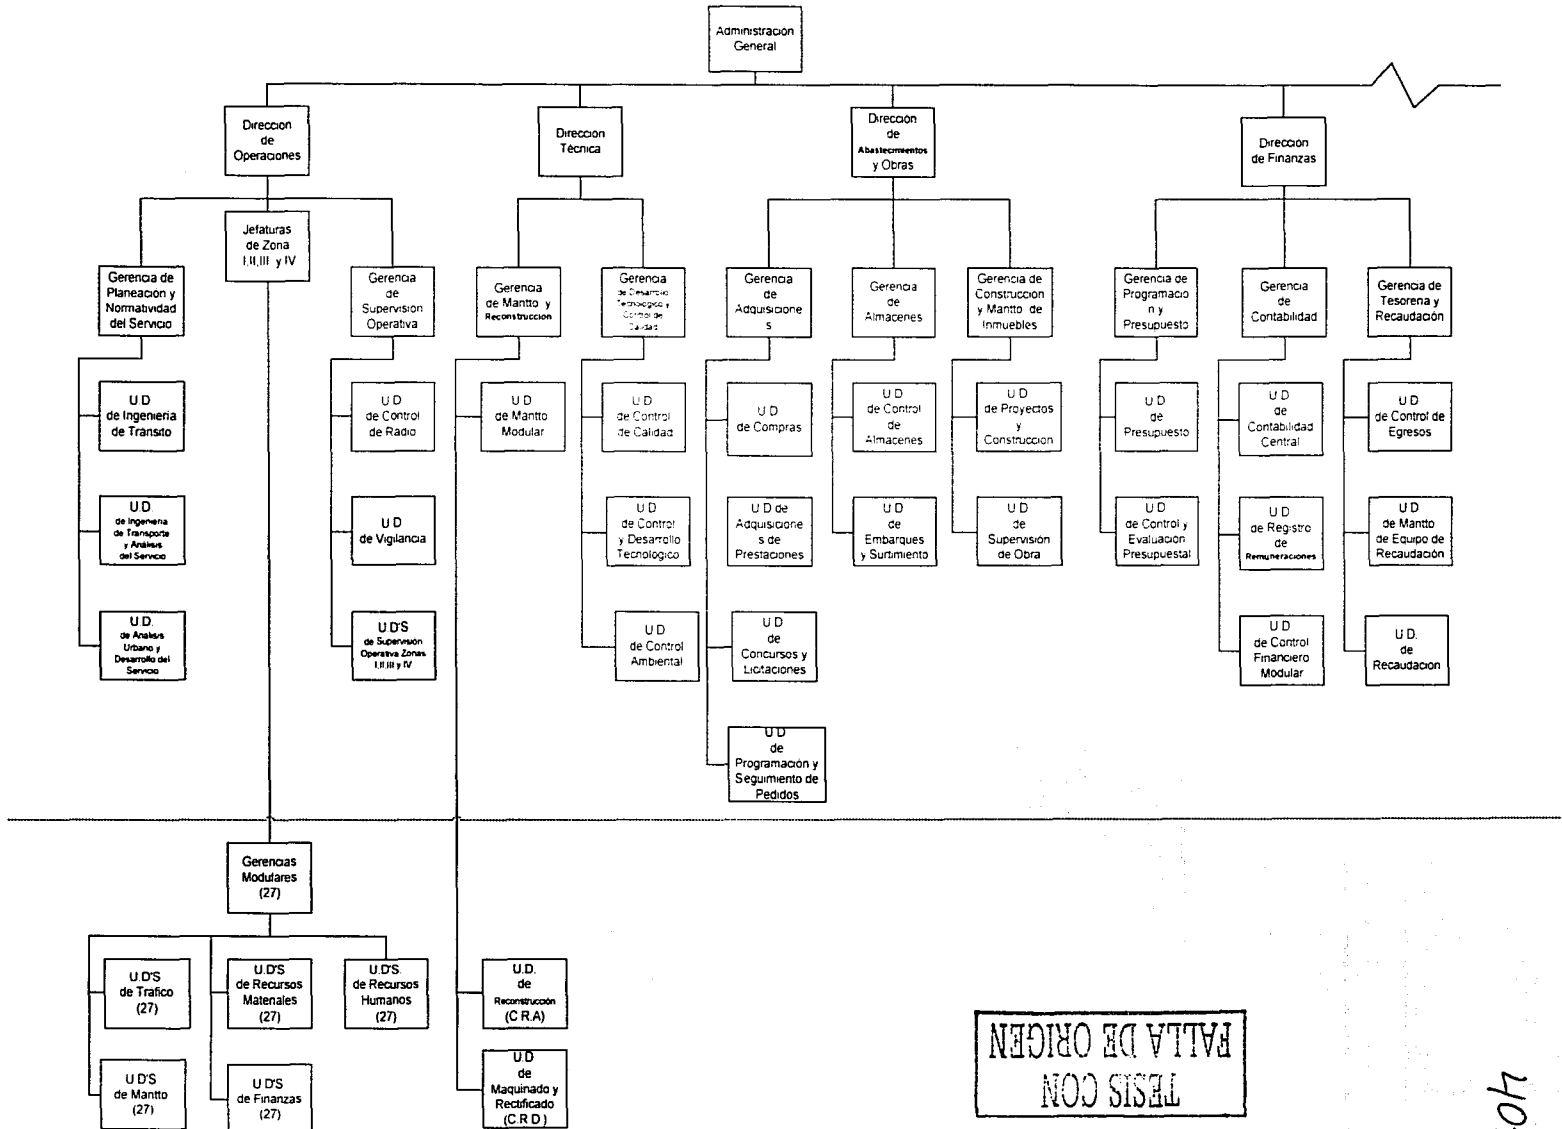 Administración
General
Dirección
de
Operaciones
Dirección
Técnica
Dirección
de
Abastecimientos
y Obras
Dirección
de Finanzas
Jefaturas
de Zona
I,II,III y IV
Gerencia de
Planeación y
Normatividad
del Servicio
Gerencia
de
Supervisión
Operativa
Gerencia
de Mantto y
Reconstrucción
Gerencia
de Desarrollo
Tecnológico y
Control de
Calidad
Gerencia
de
Adquisicione
s
Gerencia
de
Almacenes
Gerencia de
Construcción
y Mantto de
Inmuebles
Gerencia de
Programació
n y
Presupuesto
Gerencia
de
Contabilidad
Gerencia de
Tesorería y
Recaudación
U D
de Ingeniería
de Tránsito
U D
de Control
de Radio
U D
de Mantto
Modular
U D
de Control
de Calidad
U D
de Compras
U D
de Control
de
Almacenes
U D
de Proyectos
y
Construcción
U D
de
Presupuesto
U D
de
Contabilidad
Central
U D
de Control de
Egresos
U.D.
de Ingeniería
de Transporte
y Análisis
del Servicio
U D
de Vigilancia
U D
de Control
y Desarrollo
Tecnológico
U D de
Adquisicione
s de
Prestaciones
U D
de
Embarques
y Surtimiento
U D
de
Supervisión
de Obra
U D
de Control y
Evaluación
Presupuestal
U D
de Registro
de
Remuneraciones
U D
de Mantto
de Equipo de
Recaudación
U.D.
de Análisis
Urbano y
Desarrollo del
Servicio
U D'S
de Supervisión
Operativa Zonas
I,II,III y IV
U D
de Control
Ambiental
U D
de
Concursos y
Licitaciones
U D
de Control
Financiero
Modular
U D.
de
Recaudación
U D
de
Programación y
Seguimiento de
Pedidos
Gerencias
Modulares
(27)
U.D'S
de Tráfico
(27)
U.D'S
de Recursos
Materiales
(27)
U.D'S.
de Recursos
Humanos
(27)
U.D.
de
Reconstrucción
(C.R.A)
U D'S
de Mantto
(27)
U D'S
de Finanzas
(27)
U D
de
Maquinado y
Rectificado
(C.R.D)
TESIS CON
FALLA DE ORIGEN
40